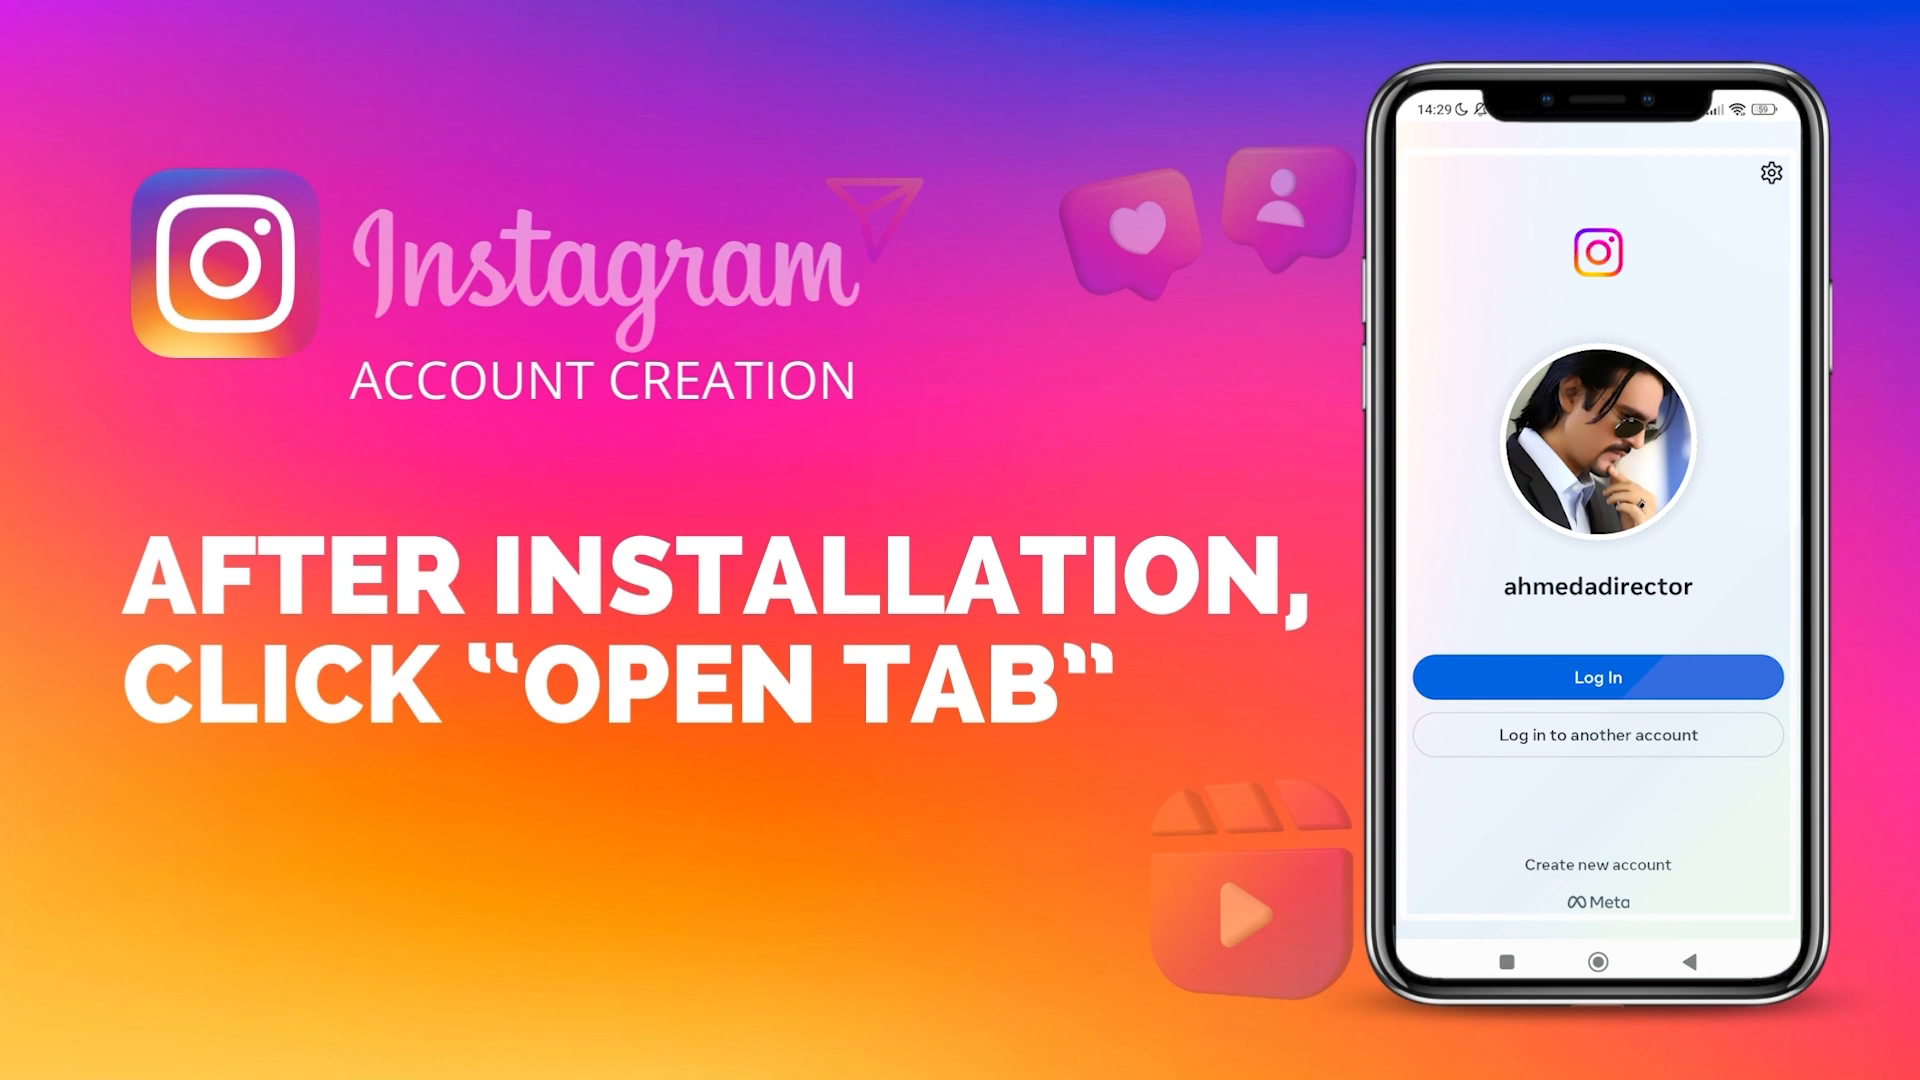 Instagram
ACCOUNT CREATION
AFTER INSTALLATION,
CLICK “OPEN TAB”
14:29
59
ahmedadirector
Log In
Log in to another account
Create new account
Meta